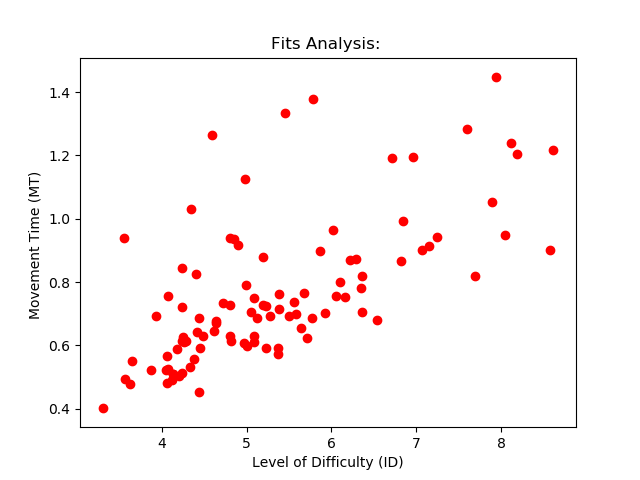 Fits Analysis:
Movement Time (MT)
1.4
1.2
1.0
0.8
0.6
0.4
4 5 6 7 8
Level of Difficulty (ID)